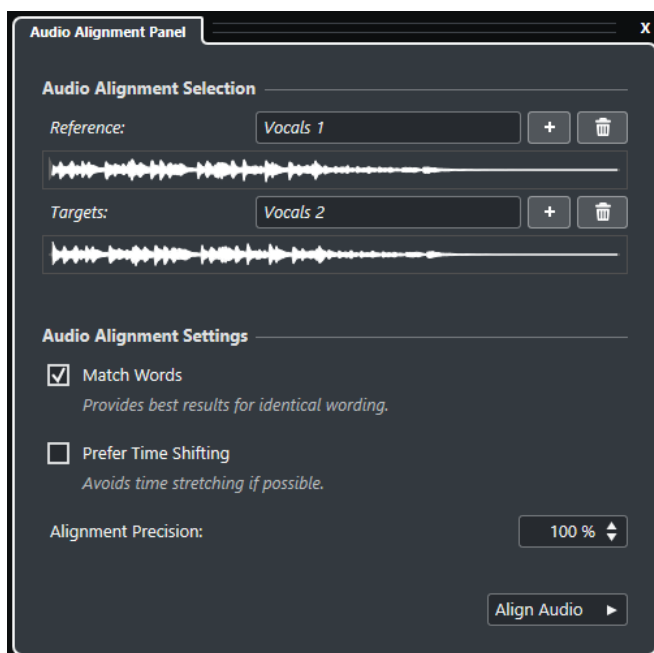 Audio Alignment Panel
x
Audio Alignment Selection
Reference: Vocals 1 +
Targets: Vocals 2 +
Audio Alignment Settings
Match Words
Provides best results for identical wording.
Prefer Time Shifting
Avoids time stretching if possible.
Alignment Precision: 100 %
Align Audio